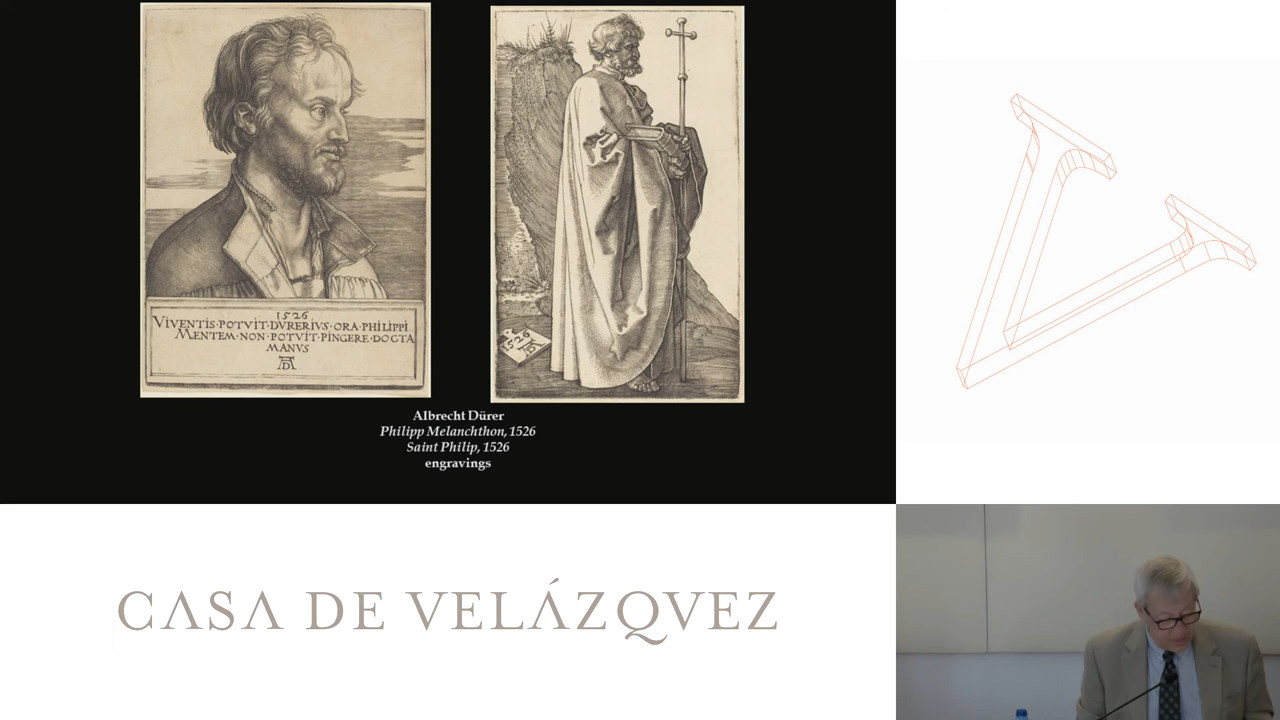 1526
VIVENTIS·POTVIT·DVRERIVS·ORA·PHILIPPI
MENTEM·NON·POTVIT·PINGERE·DOCTA
MANVS
AD
1526
AD
Albrecht Dürer
Philipp Melanchthon, 1526
Saint Philip, 1526
engravings
CASA DE VELÁZQVEZ